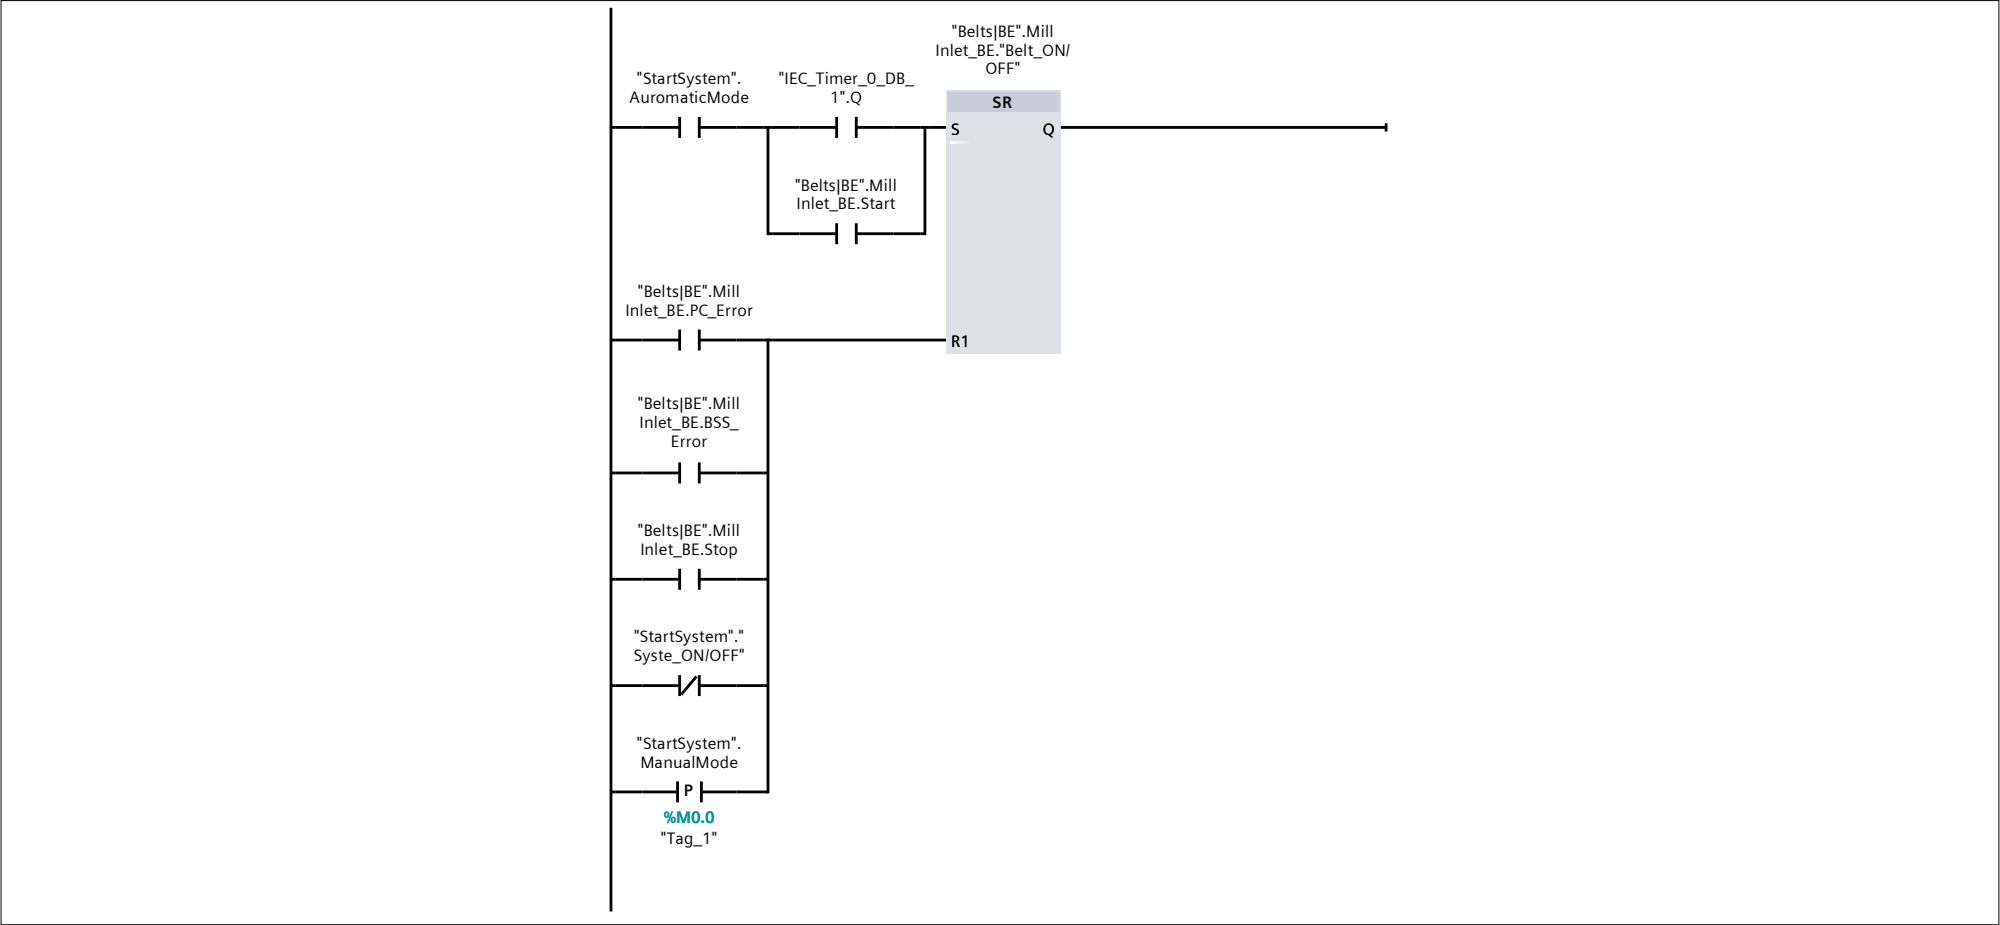 "Belts|BE".Mill
Inlet_BE."Belt_ON/
OFF"
"StartSystem".
AuromaticMode
"IEC_Timer_0_DB_
1".Q
SR
S
Q
"Belts|BE".Mill
Inlet_BE.Start
"Belts|BE".Mill
Inlet_BE.PC_Error
R1
"Belts|BE".Mill
Inlet_BE.BSS_
Error
"Belts|BE".Mill
Inlet_BE.Stop
"StartSystem"."
Syste_ON/OFF"
"StartSystem".
ManualMode
P
%M0.0
"Tag_1"